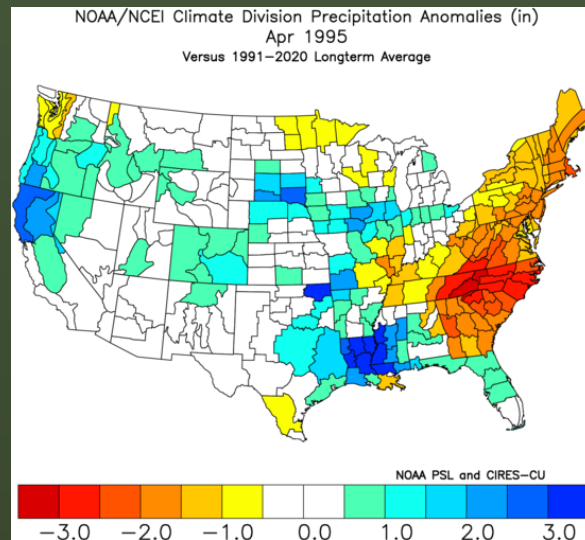 NOAA/NCEI Climate Division Precipitation Anomalies (in)
Apr 1995
Versus 1991-2020 Longterm Average
NOAA PSL and CIRES-CU
-3.0 -2.0 -1.0 0.0 1.0 2.0 3.0